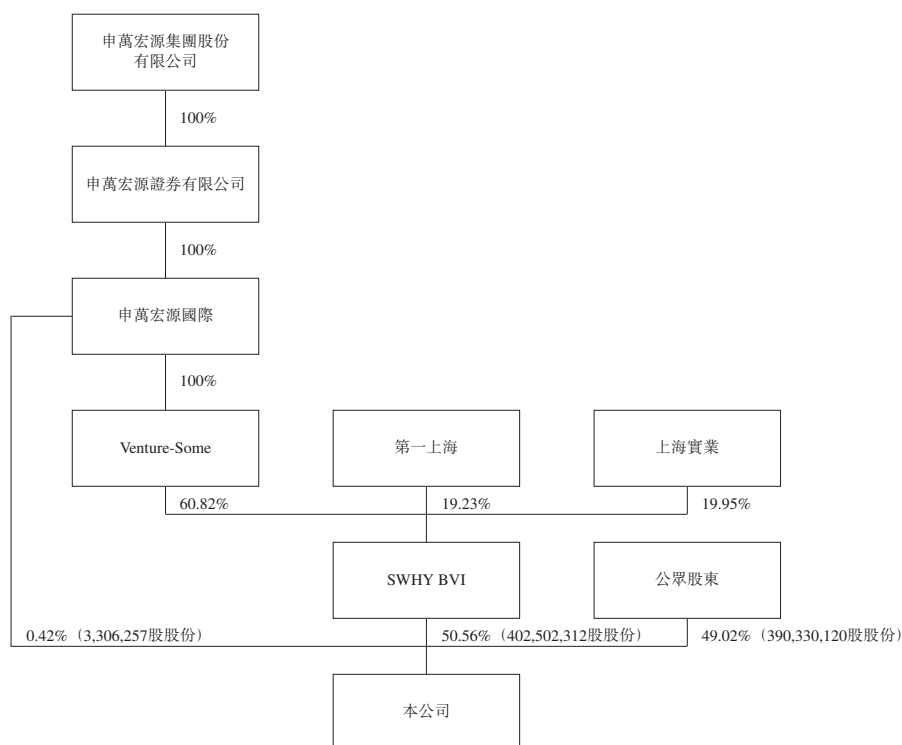 申萬宏源集團股份
有限公司
100%
申萬宏源證券有限公司
100%
申萬宏源國際
100%
Venture-Some
第一上海
上海實業
60.82%
19.23%
19.95%
SWHY BVI
公眾股東
0.42%（3,306,257股股份）
50.56%（402,502,312股股份）
49.02%（390,330,120股股份）
本公司